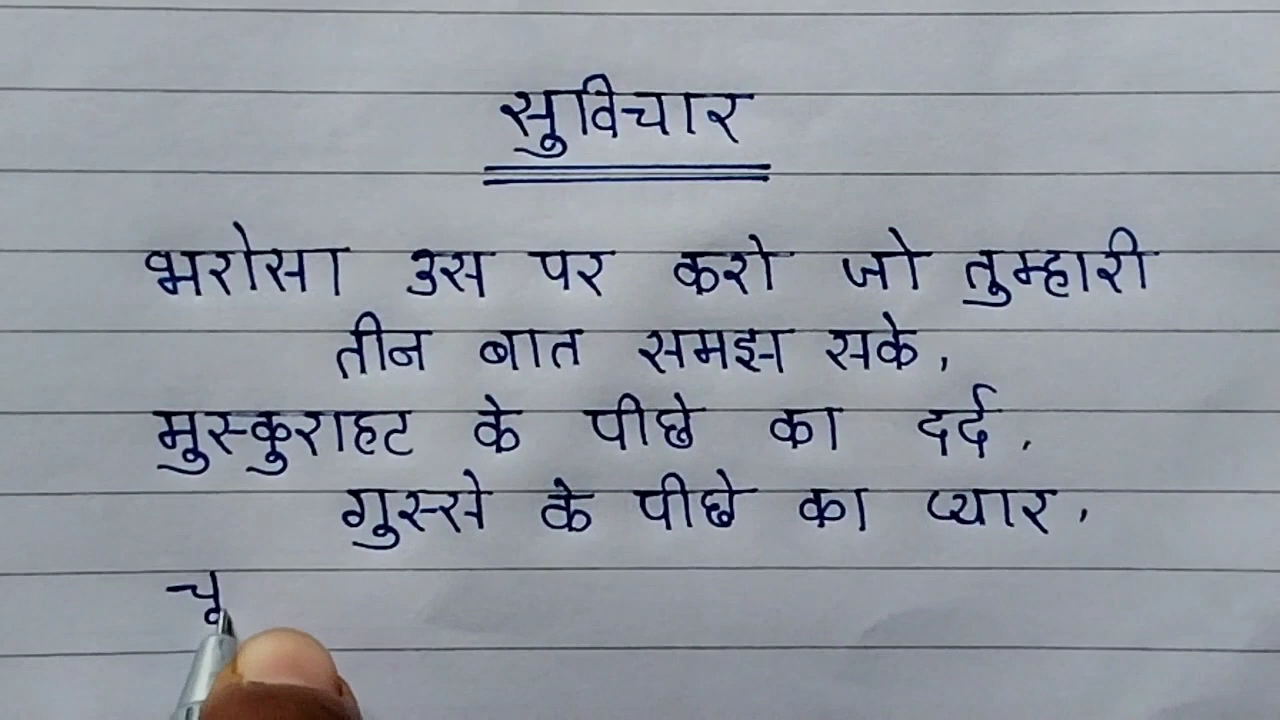 सुविचार
भरोसा उस पर करो जो तुम्हारी
तीन बात समझ सके,
मुस्कुराहट के पीछे का दर्द,
गुस्से के पीछे का प्यार,